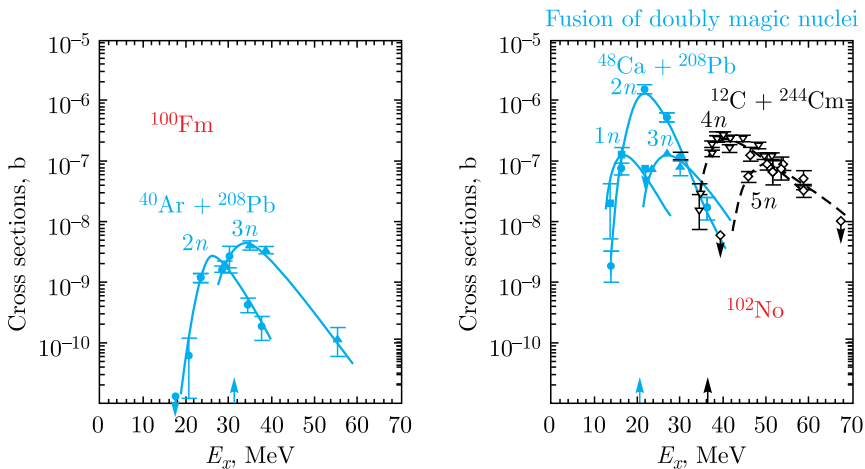 Fusion of doubly magic nuclei
10⁻⁵
10⁻⁶
10⁻⁷
10⁻⁸
10⁻⁹
10⁻¹⁰
Cross sections, b
¹⁰⁰Fm
⁴⁰Ar + ²⁰⁸Pb
2n
3n
0 10 20 30 40 50 60 70
Eₓ, MeV
10⁻⁵
10⁻⁶
10⁻⁷
10⁻⁸
10⁻⁹
10⁻¹⁰
Cross sections, b
⁴⁸Ca + ²⁰⁸Pb
2n
¹²C + ²⁴⁴Cm
4n
1n
3n
5n
¹⁰²No
0 10 20 30 40 50 60 70
Eₓ, MeV